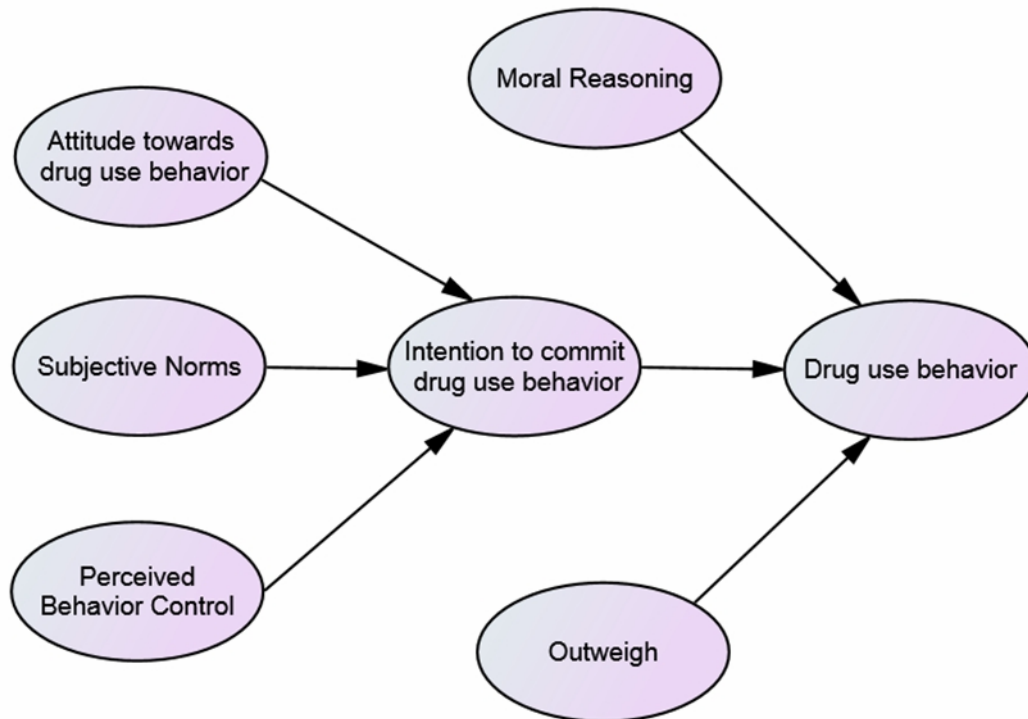 Moral Reasoning
Attitude towards
drug use behavior
Subjective Norms
Intention to commit
drug use behavior
Drug use behavior
Perceived
Behavior Control
Outweigh